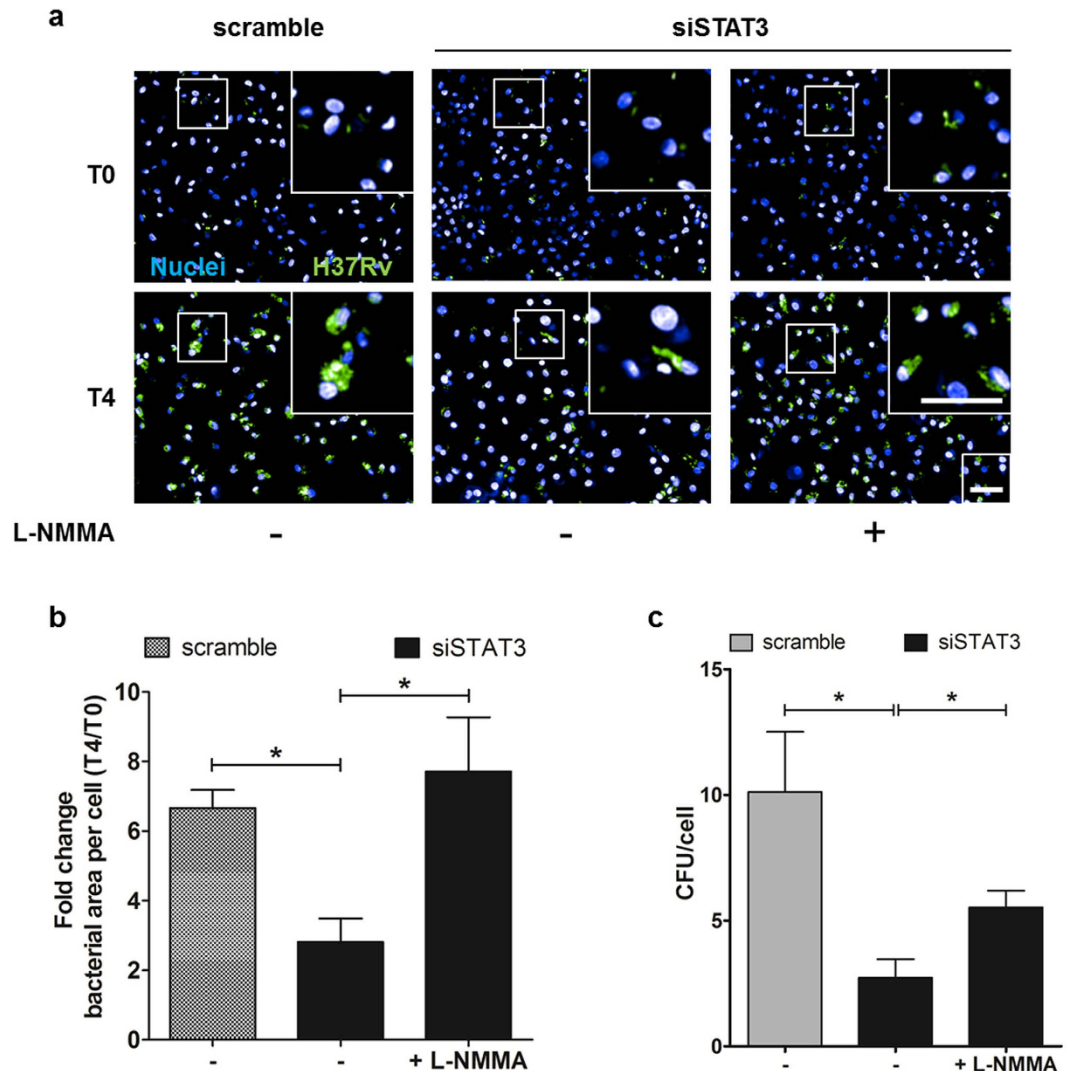 a
scramble
siSTAT3
T0
Nuclei
H37Rv
T4
L-NMMA
-
-
+
b
scramble
siSTAT3
Fold change
bacterial area per cell (T4/T0)
10
8
6
4
2
0
*
*
-
-
+ L-NMMA
c
scramble
siSTAT3
CFU/cell
15
10
5
0
*
*
-
-
+ L-NMMA